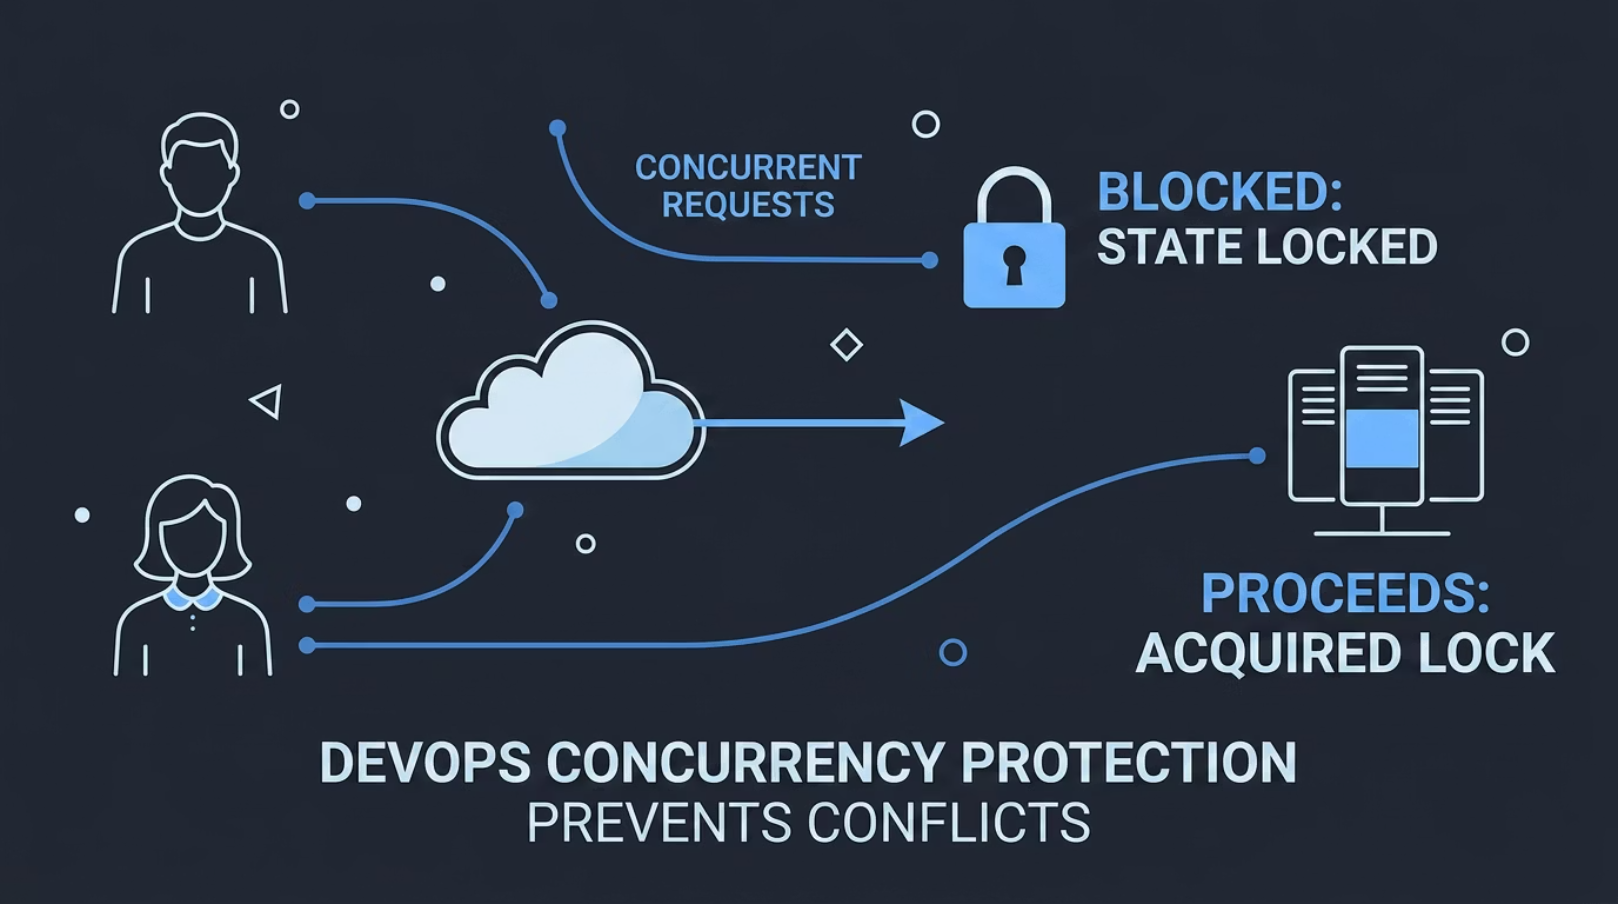 CONCURRENT
REQUESTS
BLOCKED:
STATE LOCKED
PROCEEDS:
ACQUIRED LOCK
DEVOPS CONCURRENCY PROTECTION
PREVENTS CONFLICTS